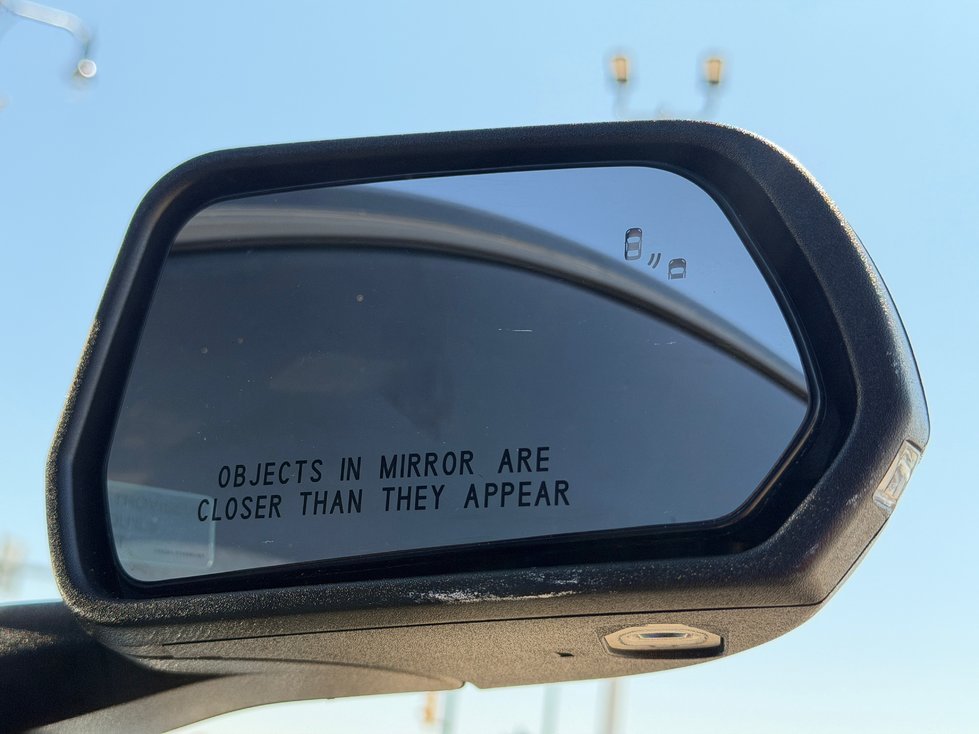 OBJECTS IN MIRROR ARE
CLOSER THAN THEY APPEAR